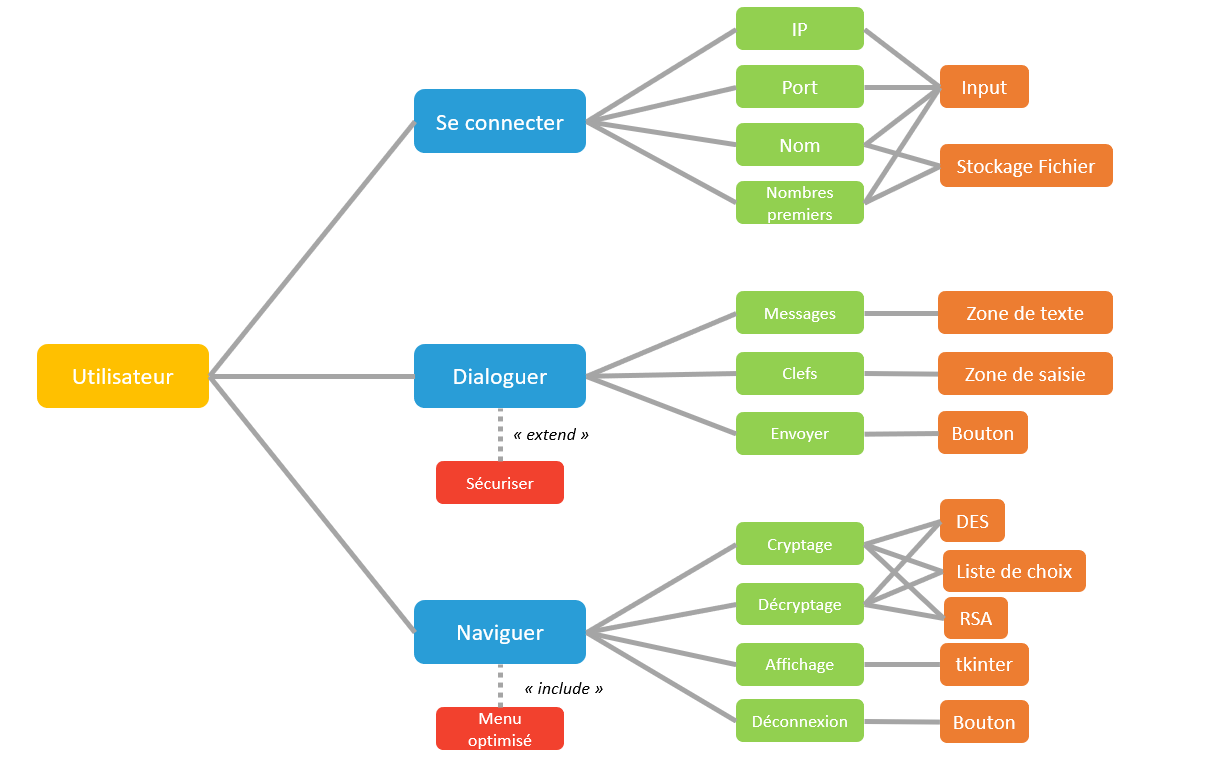 IP
Port
Input
Se connecter
Nom
Stockage Fichier
Nombres
premiers
Messages
Zone de texte
Utilisateur
Dialoguer
Clefs
Zone de saisie
« extend »
Envoyer
Bouton
Sécuriser
DES
Cryptage
Liste de choix
Décryptage
RSA
Naviguer
Affichage
tkinter
« include »
Menu
optimisé
Déconnexion
Bouton